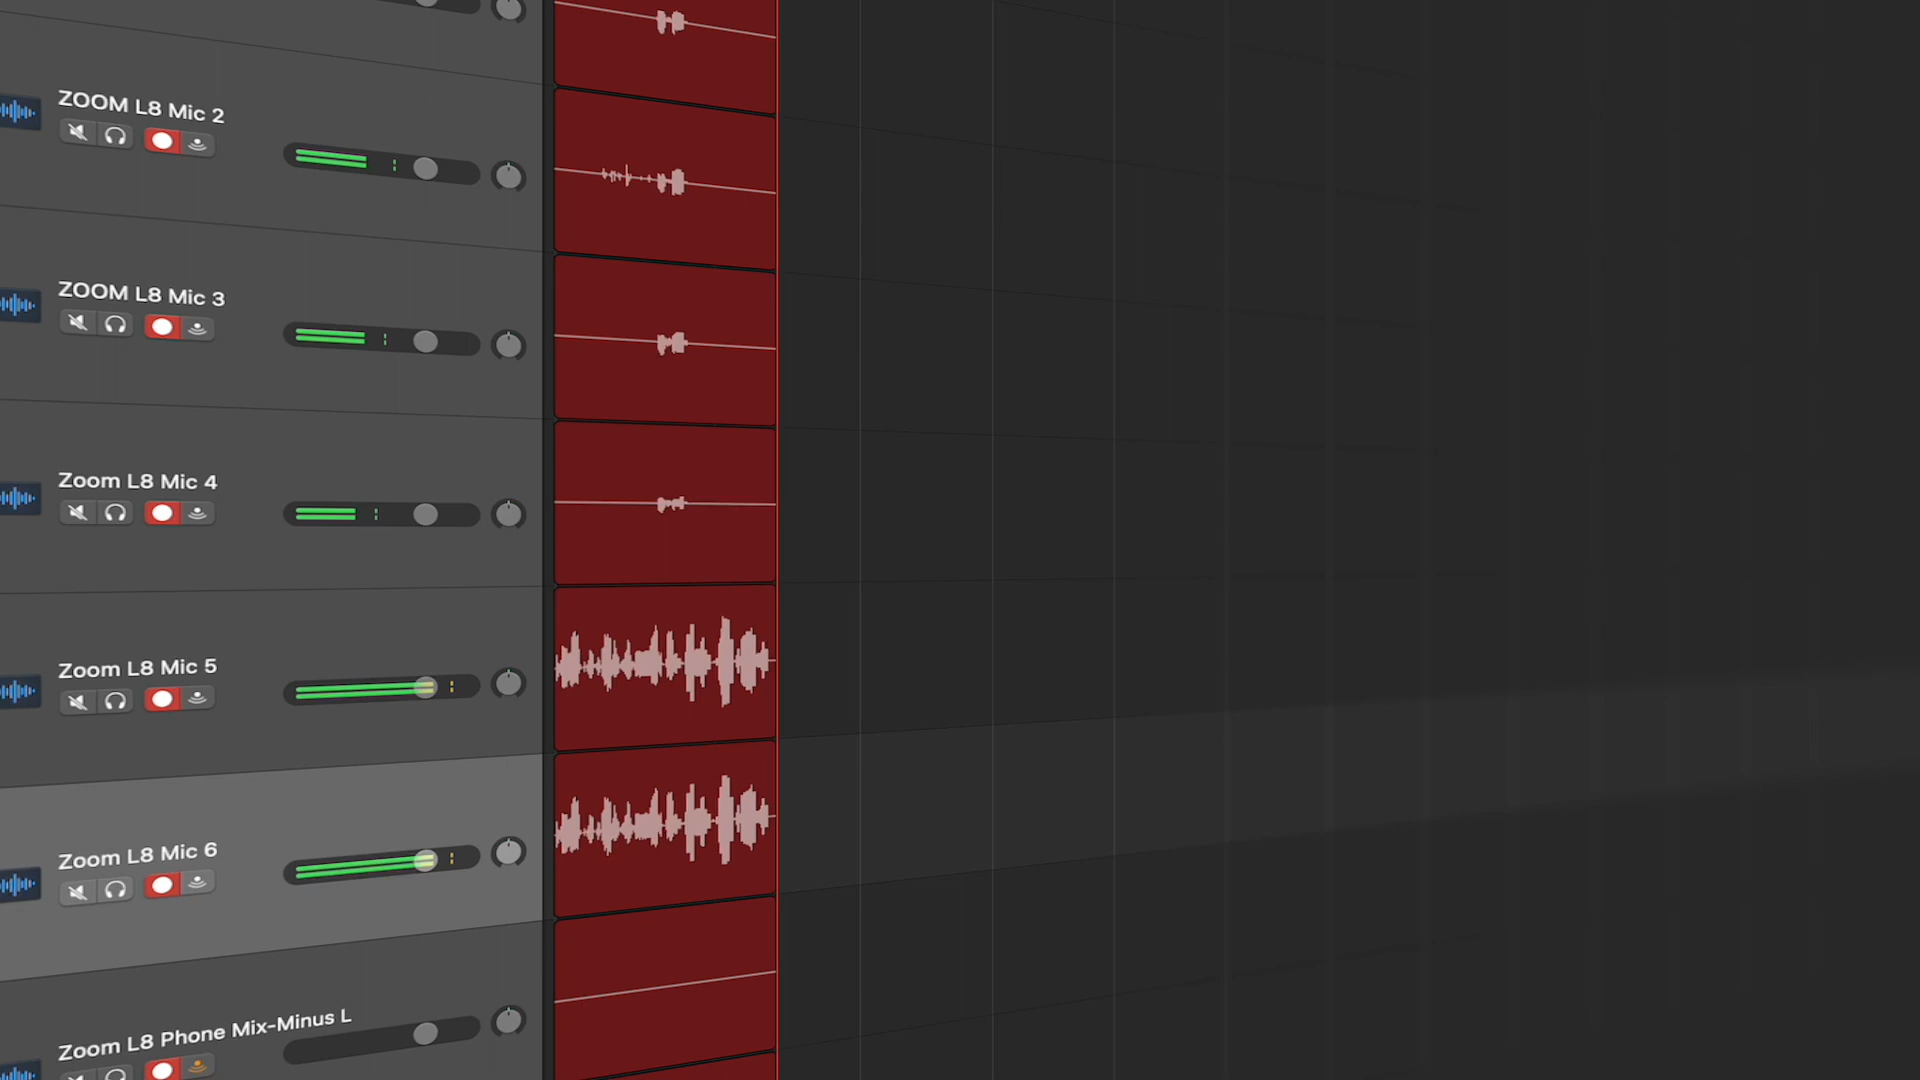 ZOOM L8 Mic 2
ZOOM L8 Mic 3
Zoom L8 Mic 4
Zoom L8 Mic 5
Zoom L8 Mic 6
Zoom L8 Phone Mix-Minus L